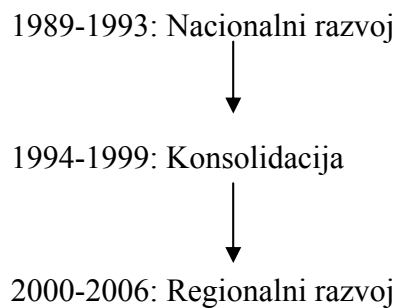 1989-1993: Nacionalni razvoj
1994-1999: Konsolidacija
2000-2006: Regionalni razvoj